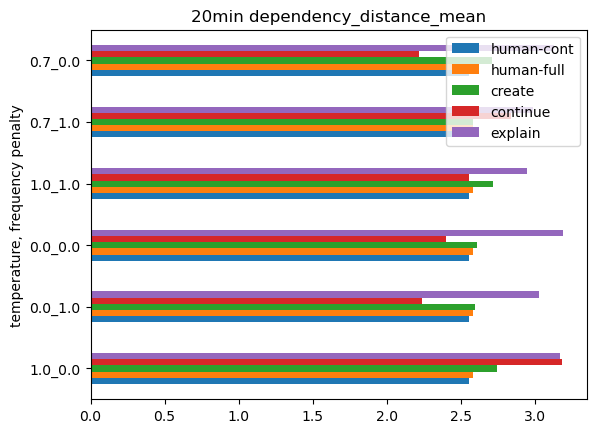 20min dependency_distance_mean
temperature, frequency penalty
0.7_0.0
0.7_1.0
1.0_1.0
0.0_0.0
0.0_1.0
1.0_0.0
human-cont
human-full
create
continue
explain
0.0 0.5 1.0 1.5 2.0 2.5 3.0